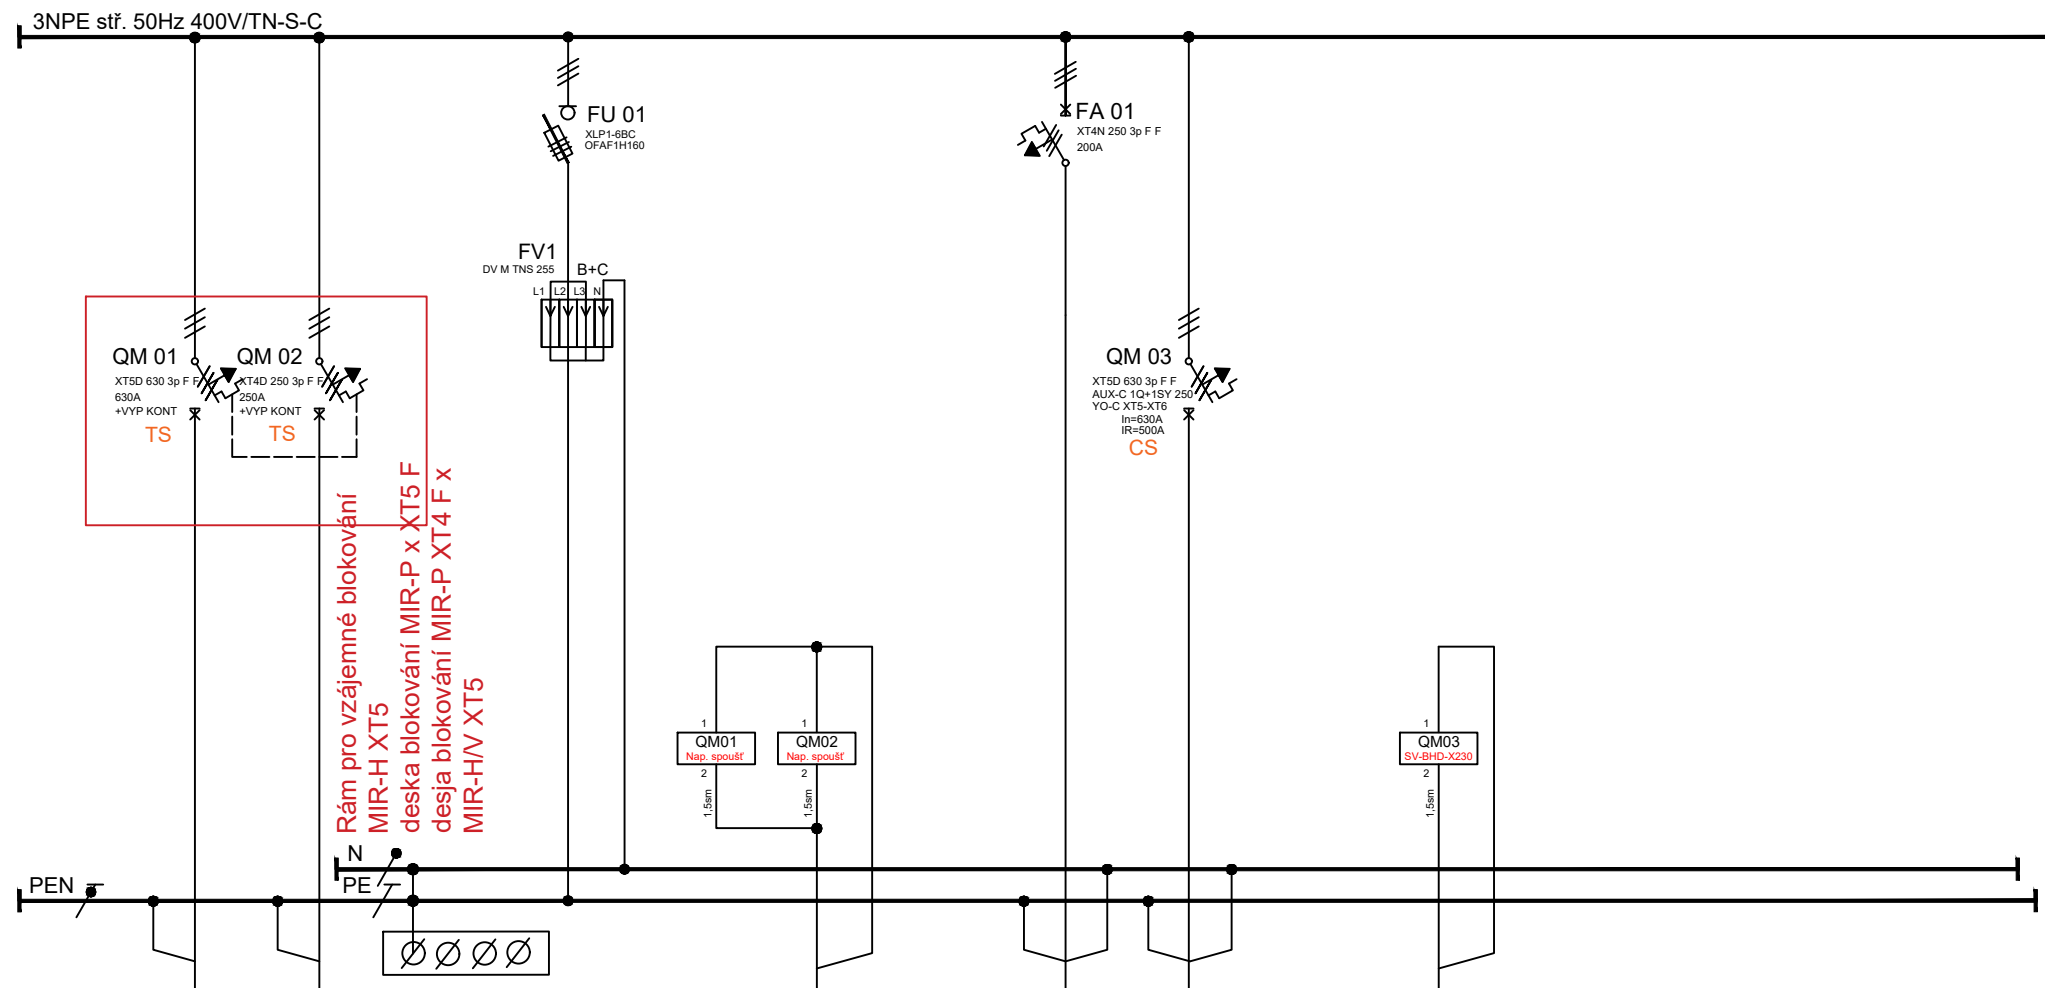 3NPE stř. 50Hz 400V/TN-S-C
FU 01
XLP1-6BC
OFAF1H160
FA 01
XT4N 250 3p F F
200A
FV1
DV M TNS 255
B+C
L1
L2
L3
N
QM 01
XT5D 630 3p F F
630A
+VYP KONT
TS
QM 02
XT4D 250 3p F F
250A
+VYP KONT
TS
QM 03
XT5D 630 3p F F
AUX-C 1Q+1SY 250
YO-C XT5-XT6
In=630A
IR=500A
CS
Rám pro vzájemné blokování
MIR-H XT5
deska blokování MIR-P x XT5 F
desja blokování MIR-P XT4 F x
MIR-H/V XT5
1
QM01
Nap. spoušť
2
1,5sm
1
QM02
Nap. spoušť
2
1,5sm
1
QM03
SV-BHD-X230
2
1,5sm
N
PEN
PE